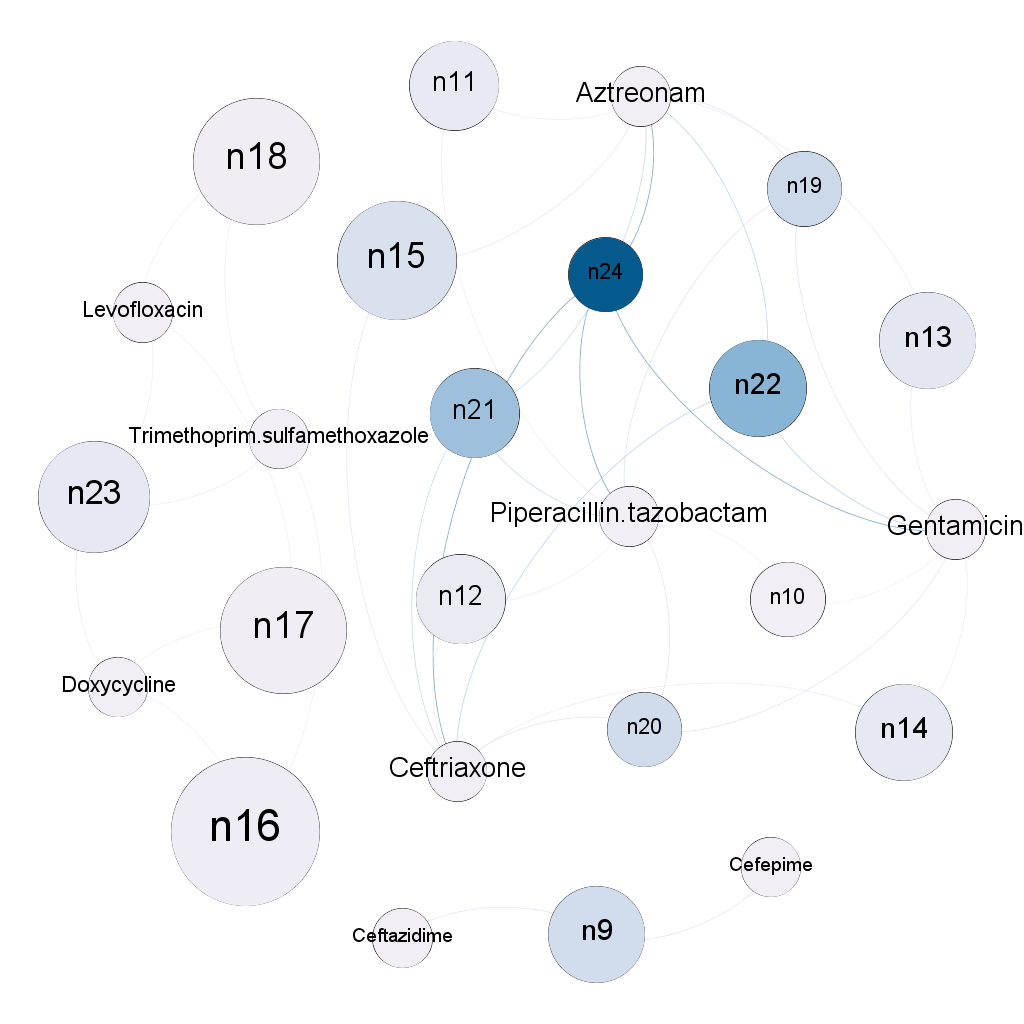 n11
Aztreonam
n18
n19
n15
n24
Levofloxacin
n13
n22
n21
Trimethoprim.sulfamethoxazole
n23
Piperacillin.tazobactam
Gentamicin
n12
n10
n17
Doxycycline
n20
n14
Ceftriaxone
n16
Cefepime
n9
Ceftazidime